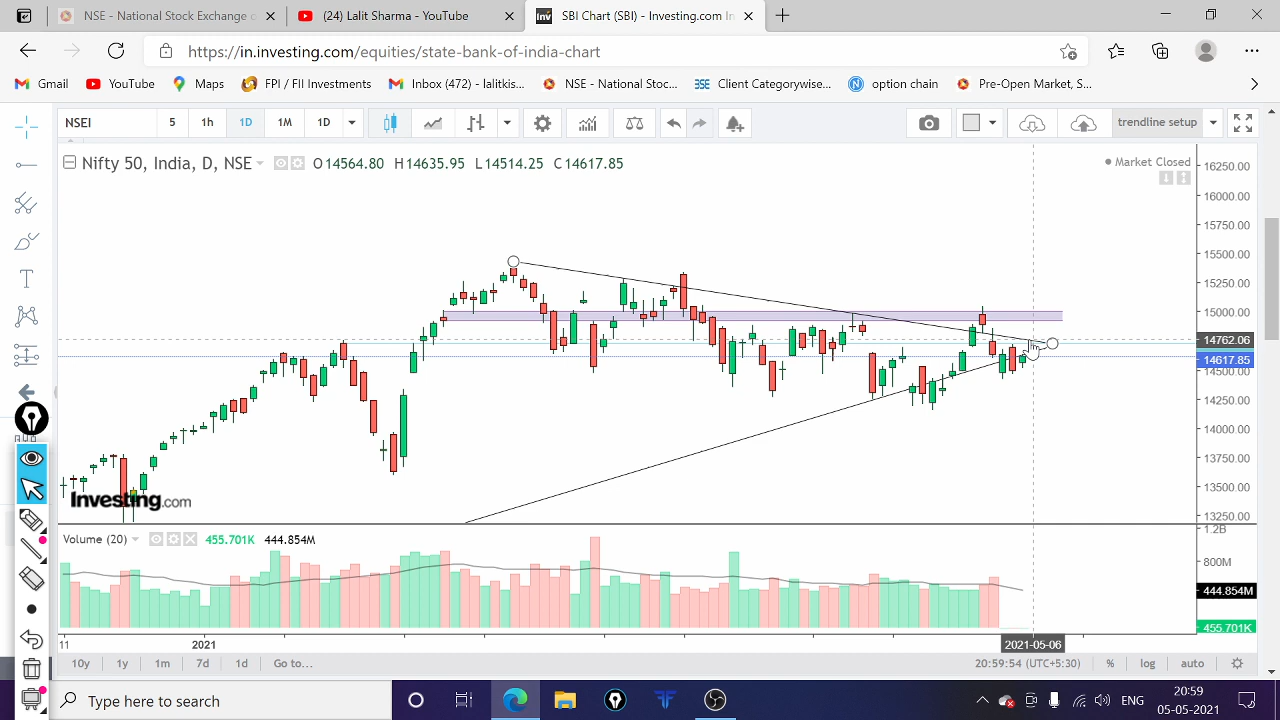 NSE - National Stock Exchange c
(24) Lalit Sharma - YouTube
SBI Chart (SBI) - Investing.com In
https://in.investing.com/equities/state-bank-of-india-chart
Gmail
YouTube
Maps
FPI / FII Investments
Inbox (472) - lalitkis...
NSE - National Stoc...
BSE
Client Categorywise...
option chain
Pre-Open Market, S...
NSEI
5
1h
1D
1M
1D
trendline setup
Nifty 50, India, D, NSE
O 14564.80 H 14635.95 L 14514.25 C 14617.85
Market Closed
16250.00
16000.00
15750.00
15500.00
15250.00
15000.00
14762.06
14617.85
14500.00
14250.00
14000.00
13750.00
13500.00
13250.00
Investing.com
Volume (20)
455.701K 444.854M
1.2B
800M
444.854M
455.701K
11
2021
2021-05-06
10y
1y
1m
7d
1d
Go to...
20:59:54 (UTC+5:30)
%
log
auto
Type here to search
ENG
20:59
05-05-2021